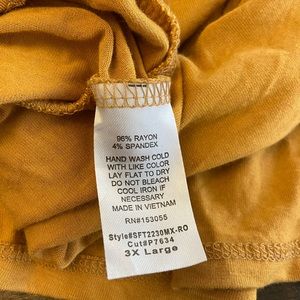 96% RAYON
4% SPANDEX
HAND WASH COLD
WITH LIKE COLOR
LAY FLAT TO DRY
DO NOT BLEACH
COOL IRON IF
NECESSARY
MADE IN VIETNAM
RN#153055
Style#SFT2230MX-RO
Cut#P7634
3X Large